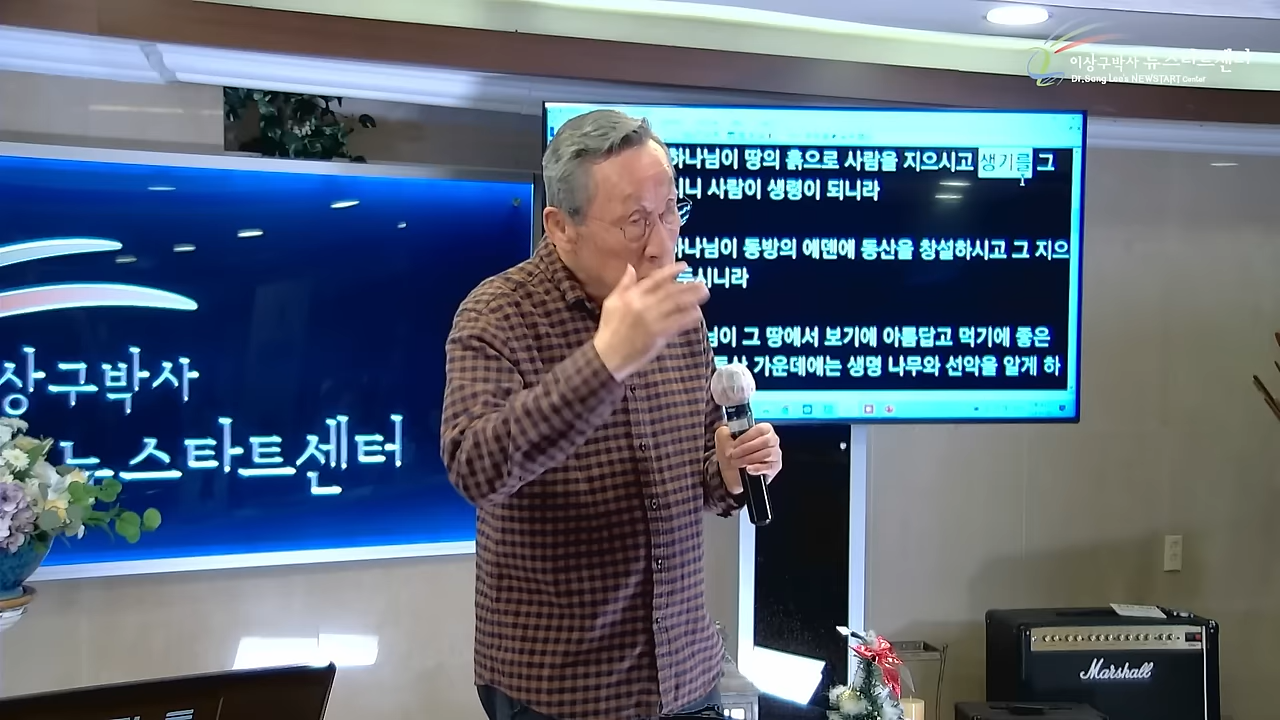 이상구박사 뉴스타트센터
Dr.Sang Lee's NEWSTART Center
하나님이 땅의 흙으로 사람을 지으시고 생기를 그
시니 사람이 생령이 되니라
하나님이 동방의 에덴에 동산을 창설하시고 그 지으
두시니라
님이 그 땅에서 보기에 아름답고 먹기에 좋은
동산 가운데에는 생명 나무와 선악을 알게 하
상구박사
뉴스타트센터
Marshall